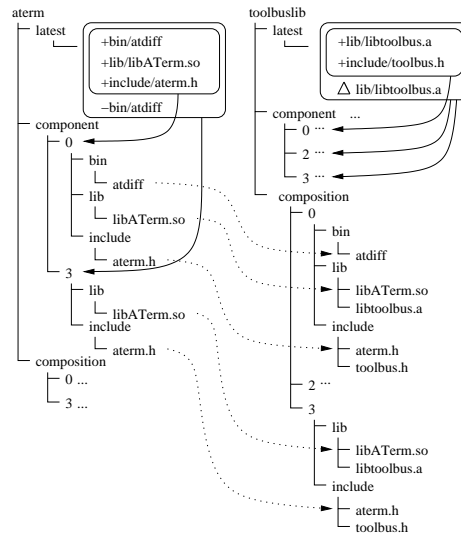 aterm
latest
+bin/atdiff
+lib/libATerm.so
+include/aterm.h
−bin/atdiff
component
0
bin
atdiff
lib
libATerm.so
include
aterm.h
3
lib
libATerm.so
include
aterm.h
composition
0 ...
3 ...
toolbuslib
latest
+lib/libtoolbus.a
+include/toolbus.h
△ lib/libtoolbus.a
component ...
0 ...
2 ...
3 ...
composition
0
bin
atdiff
lib
libATerm.so
libtoolbus.a
include
aterm.h
toolbus.h
2 ...
3
lib
libATerm.so
libtoolbus.a
include
aterm.h
toolbus.h